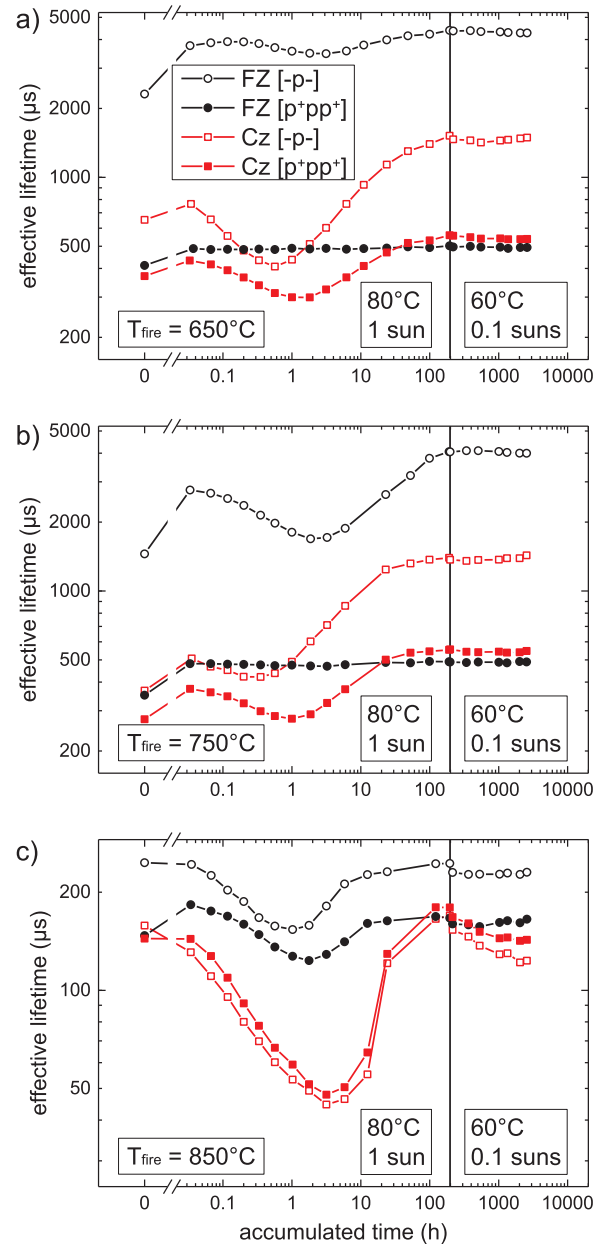 a)
effective lifetime (µs)
5000
2000
1000
500
200
FZ [-p-]
FZ [p⁺pp⁺]
Cz [-p-]
Cz [p⁺pp⁺]
Tfire = 650°C
80°C
1 sun
60°C
0.1 suns
0 0.1 1 10 100 1000 10000
b)
effective lifetime (µs)
5000
2000
1000
500
200
Tfire = 750°C
80°C
1 sun
60°C
0.1 suns
0 0.1 1 10 100 1000 10000
c)
effective lifetime (µs)
200
100
50
Tfire = 850°C
80°C
1 sun
60°C
0.1 suns
0 0.1 1 10 100 1000 10000
accumulated time (h)